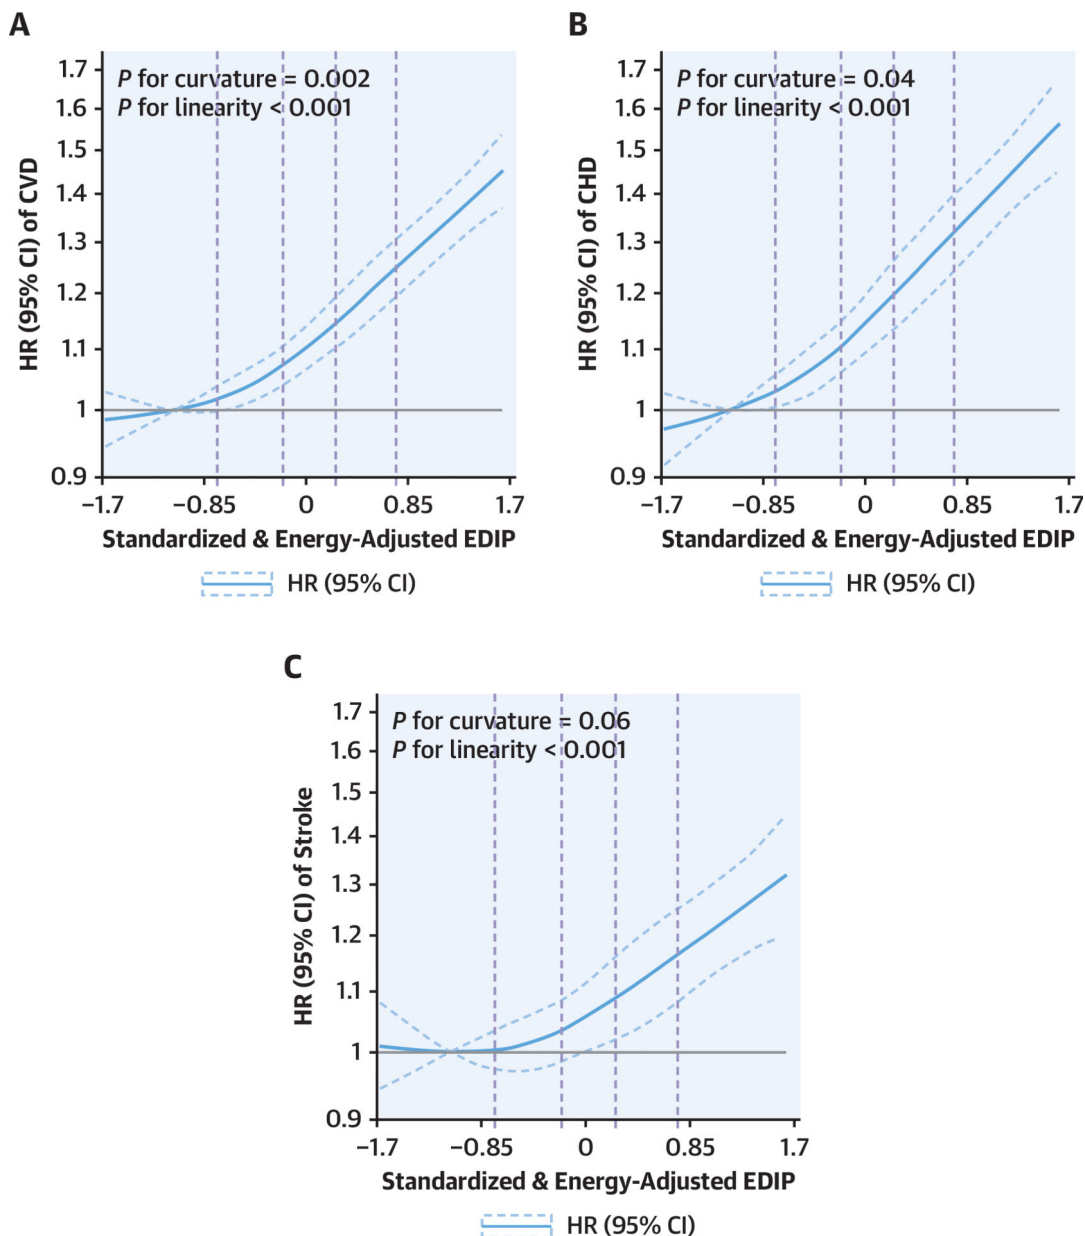 A
P for curvature = 0.002
P for linearity < 0.001
HR (95% CI) of CVD
1.7
1.6
1.5
1.4
1.3
1.2
1.1
1
0.9
−1.7 −0.85 0 0.85 1.7
Standardized & Energy-Adjusted EDIP
HR (95% CI)
B
P for curvature = 0.04
P for linearity < 0.001
HR (95% CI) of CHD
1.7
1.6
1.5
1.4
1.3
1.2
1.1
1
0.9
−1.7 −0.85 0 0.85 1.7
Standardized & Energy-Adjusted EDIP
HR (95% CI)
C
P for curvature = 0.06
P for linearity < 0.001
HR (95% CI) of Stroke
1.7
1.6
1.5
1.4
1.3
1.2
1.1
1
0.9
−1.7 −0.85 0 0.85 1.7
Standardized & Energy-Adjusted EDIP
HR (95% CI)